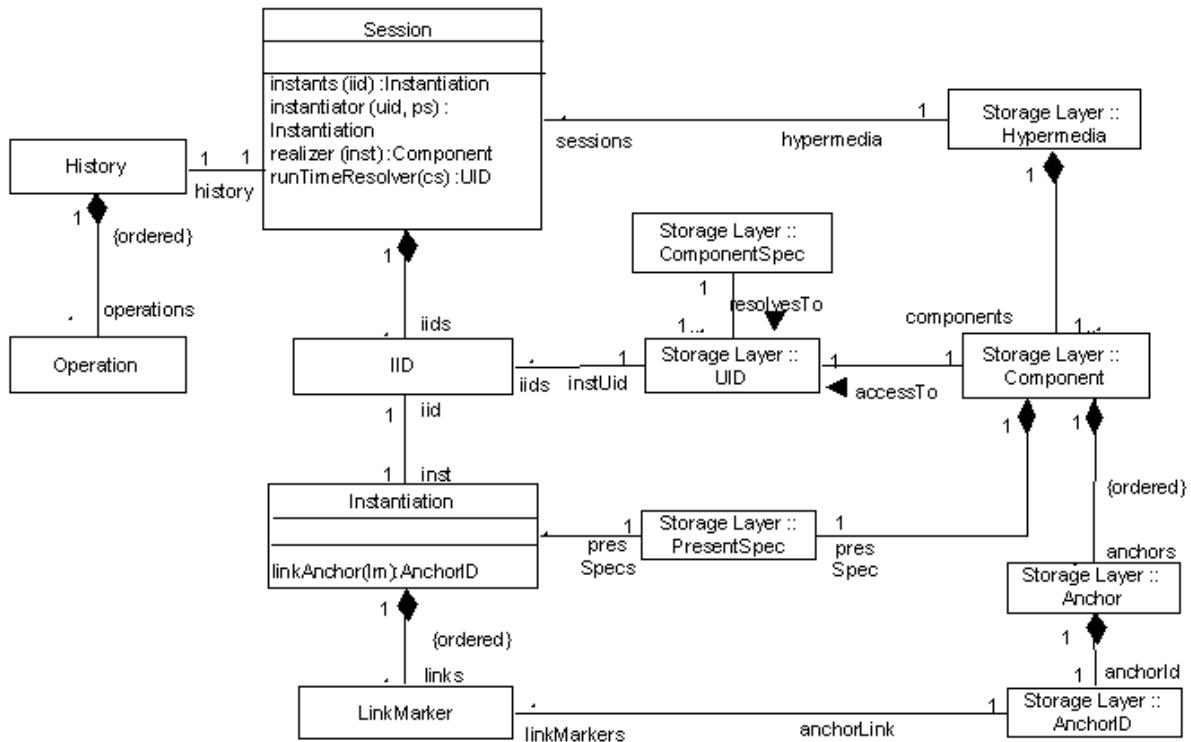 Session
instants (iid) :Instantiation
instantiator (uid, ps) :
Instantiation
realizer (inst) :Component
runTimeResolver(cs) :UID
1
sessions
hypermedia
Storage Layer ::
Hypermedia
1
History
1
1
history
1
{ordered}
operations
Operation
1
iids
Storage Layer ::
ComponentSpec
1
resolvesTo
1...
components
1...
IID
iids
1
instUid
Storage Layer ::
UID
1
1
accessTo
Storage Layer ::
Component
1
iid
1
inst
1
1
{ordered}
Instantiation
linkAnchor(lm):AnchorID
1
pres
Specs
Storage Layer ::
PresentSpec
1
pres
Spec
anchors
Storage Layer ::
Anchor
1
{ordered}
links
1
1
anchorId
LinkMarker
linkMarkers
anchorLink
1
Storage Layer ::
AnchorID